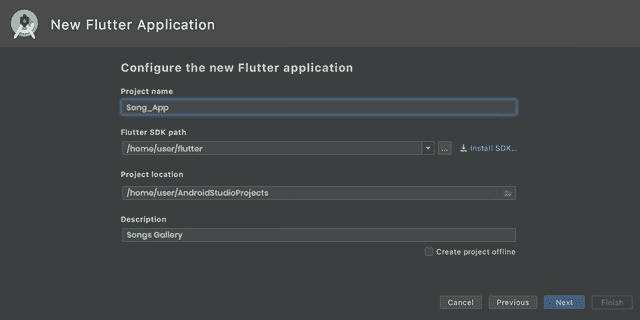 New Flutter Application
Configure the new Flutter application
Project name
Song_App
Flutter SDK path
/home/user/flutter
... Install SDK...
Project location
/home/user/AndroidStudioProjects
Description
Songs Gallery
Create project offline
Cancel Previous Next Finish